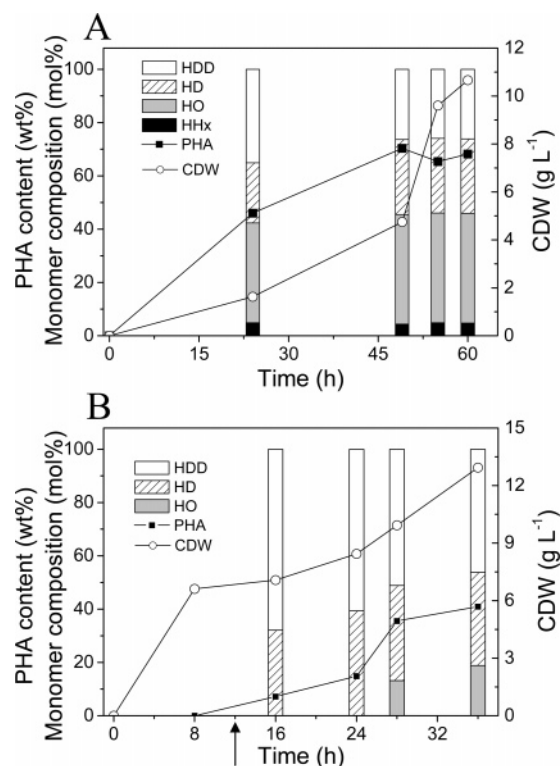 A
PHA content (wt%)
Monomer composition (mol%)
100
80
60
40
20
0
HDD
HD
HO
HHx
PHA
CDW
12
10
8
6
4
2
0
CDW (g L-1)
0 15 30 45 60
Time (h)
B
PHA content (wt%)
Monomer composition (mol%)
100
80
60
40
20
0
HDD
HD
HO
PHA
CDW
15
12
9
6
3
0
CDW (g L-1)
0 8 16 24 32
Time (h)